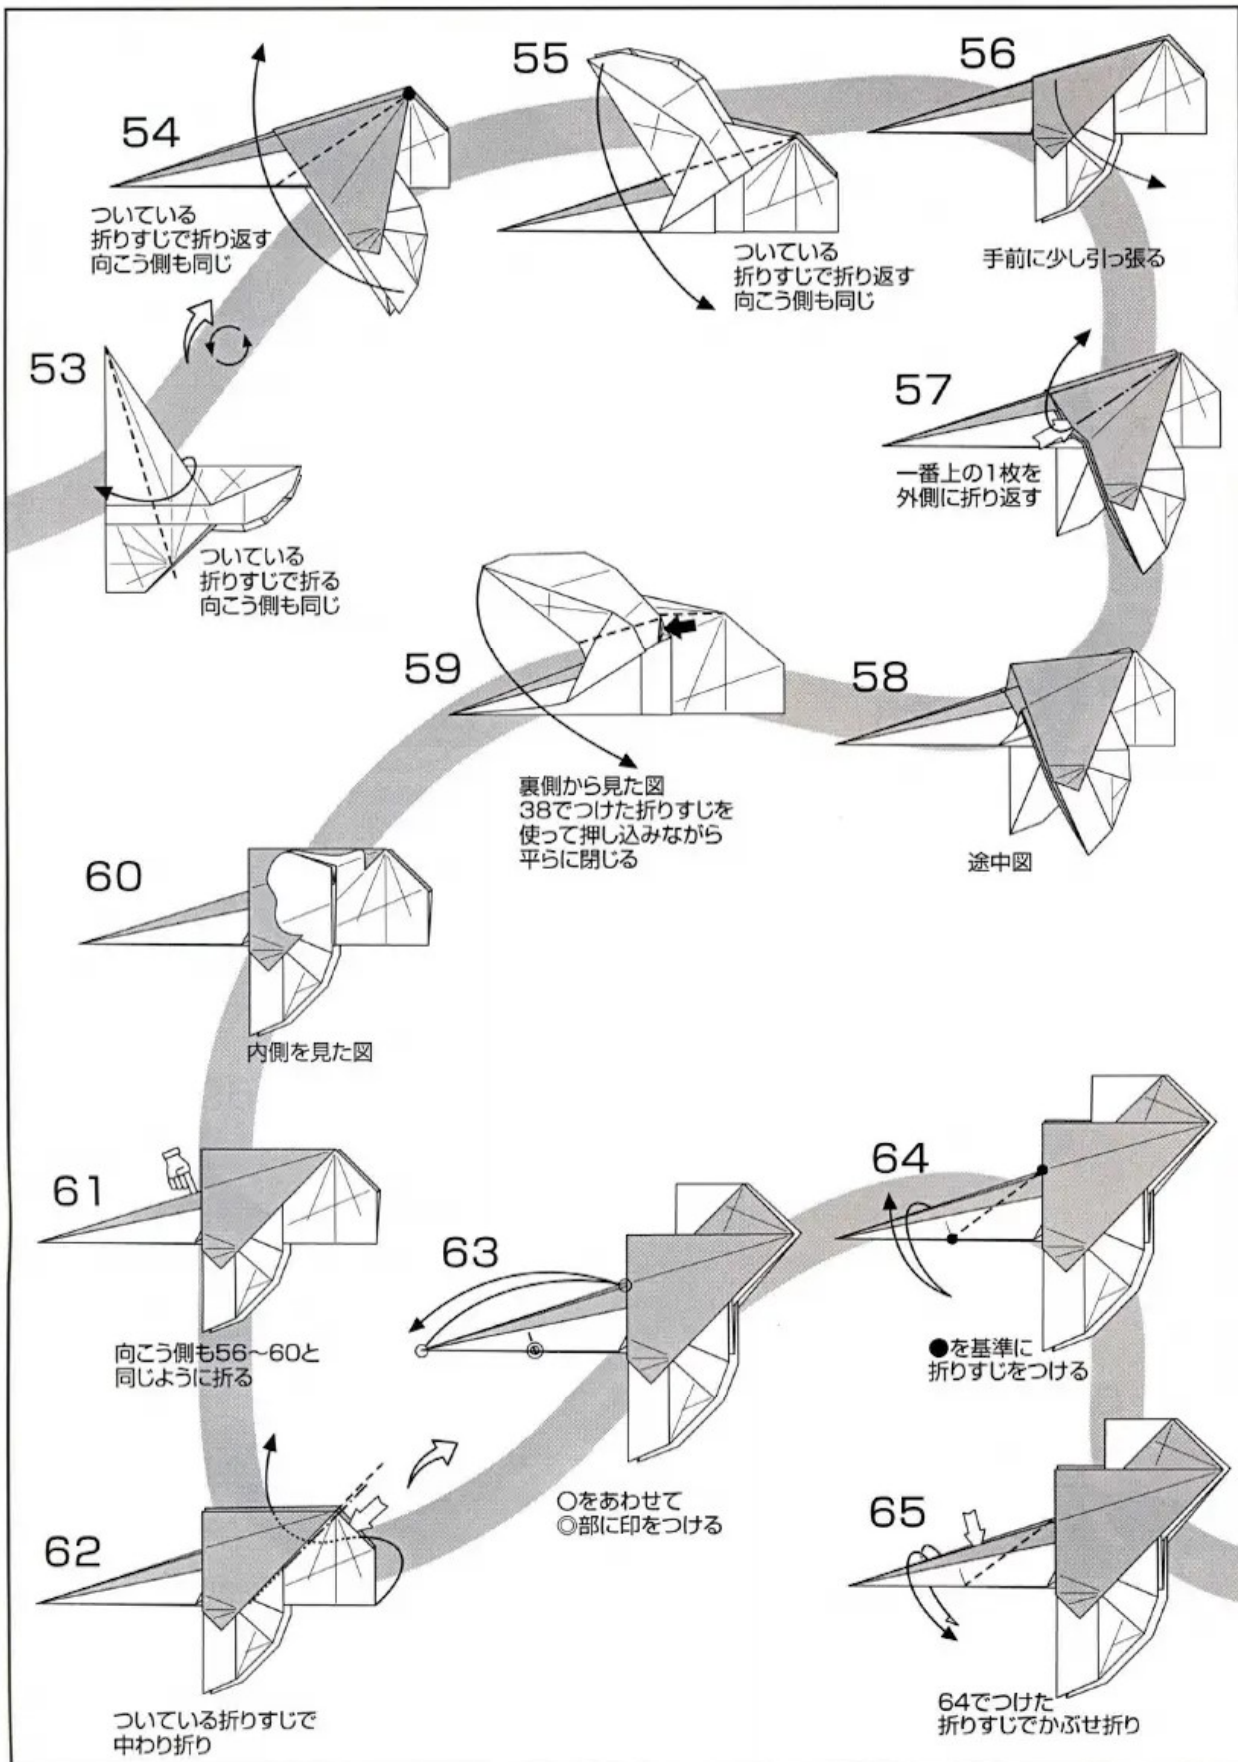 53
ついている
折りすじで折る
向こう側も同じ
54
ついている
折りすじで折り返す
向こう側も同じ
55
ついている
折りすじで折り返す
向こう側も同じ
56
手前に少し引っ張る
57
一番上の1枚を
外側に折り返す
58
途中図
59
裏側から見た図
38でつけた折りすじを
使って押し込みながら
平らに閉じる
60
内側を見た図
61
向こう側も56～60と
同じように折る
62
ついている折りすじで
中わり折り
63
○をあわせて
◎部に印をつける
64
●を基準に
折りすじをつける
65
64でつけた
折りすじでかぶせ折り